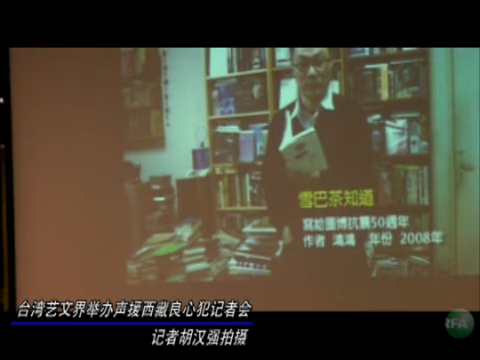 雪巴茶知道
寫給圖博抗暴50週年
作者 鴻鴻 年份 2008年
台湾艺文界举办声援西藏良心犯记者会
记者胡汉强拍摄
RFA